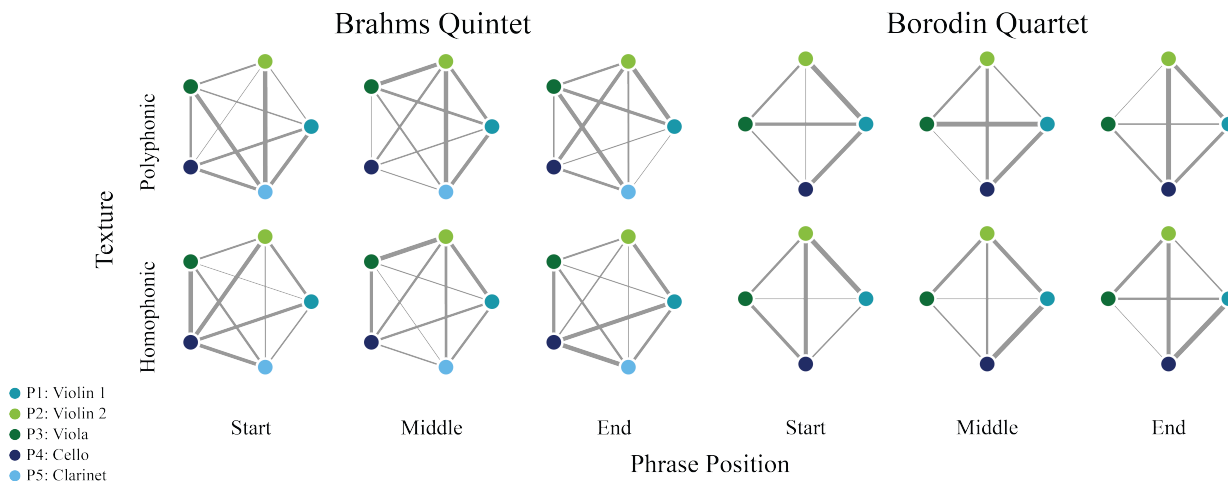 Brahms Quintet
Borodin Quartet
Texture
Polyphonic
Homophonic
P1: Violin 1
P2: Violin 2
P3: Viola
P4: Cello
P5: Clarinet
Start
Middle
End
Start
Middle
End
Phrase Position